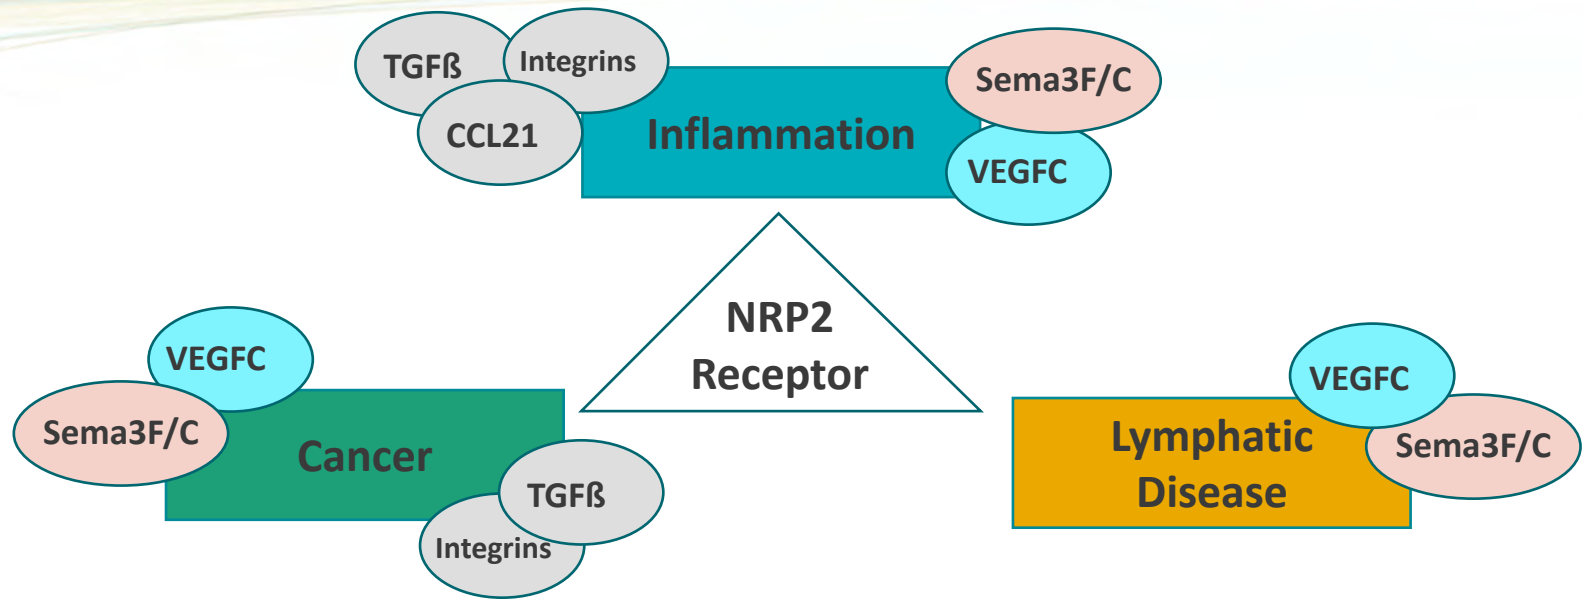 TGFß
Integrins
CCL21
Inflammation
Sema3F/C
VEGFC
NRP2
Receptor
VEGFC
Sema3F/C
Cancer
TGFß
Integrins
VEGFC
Lymphatic
Disease
Sema3F/C